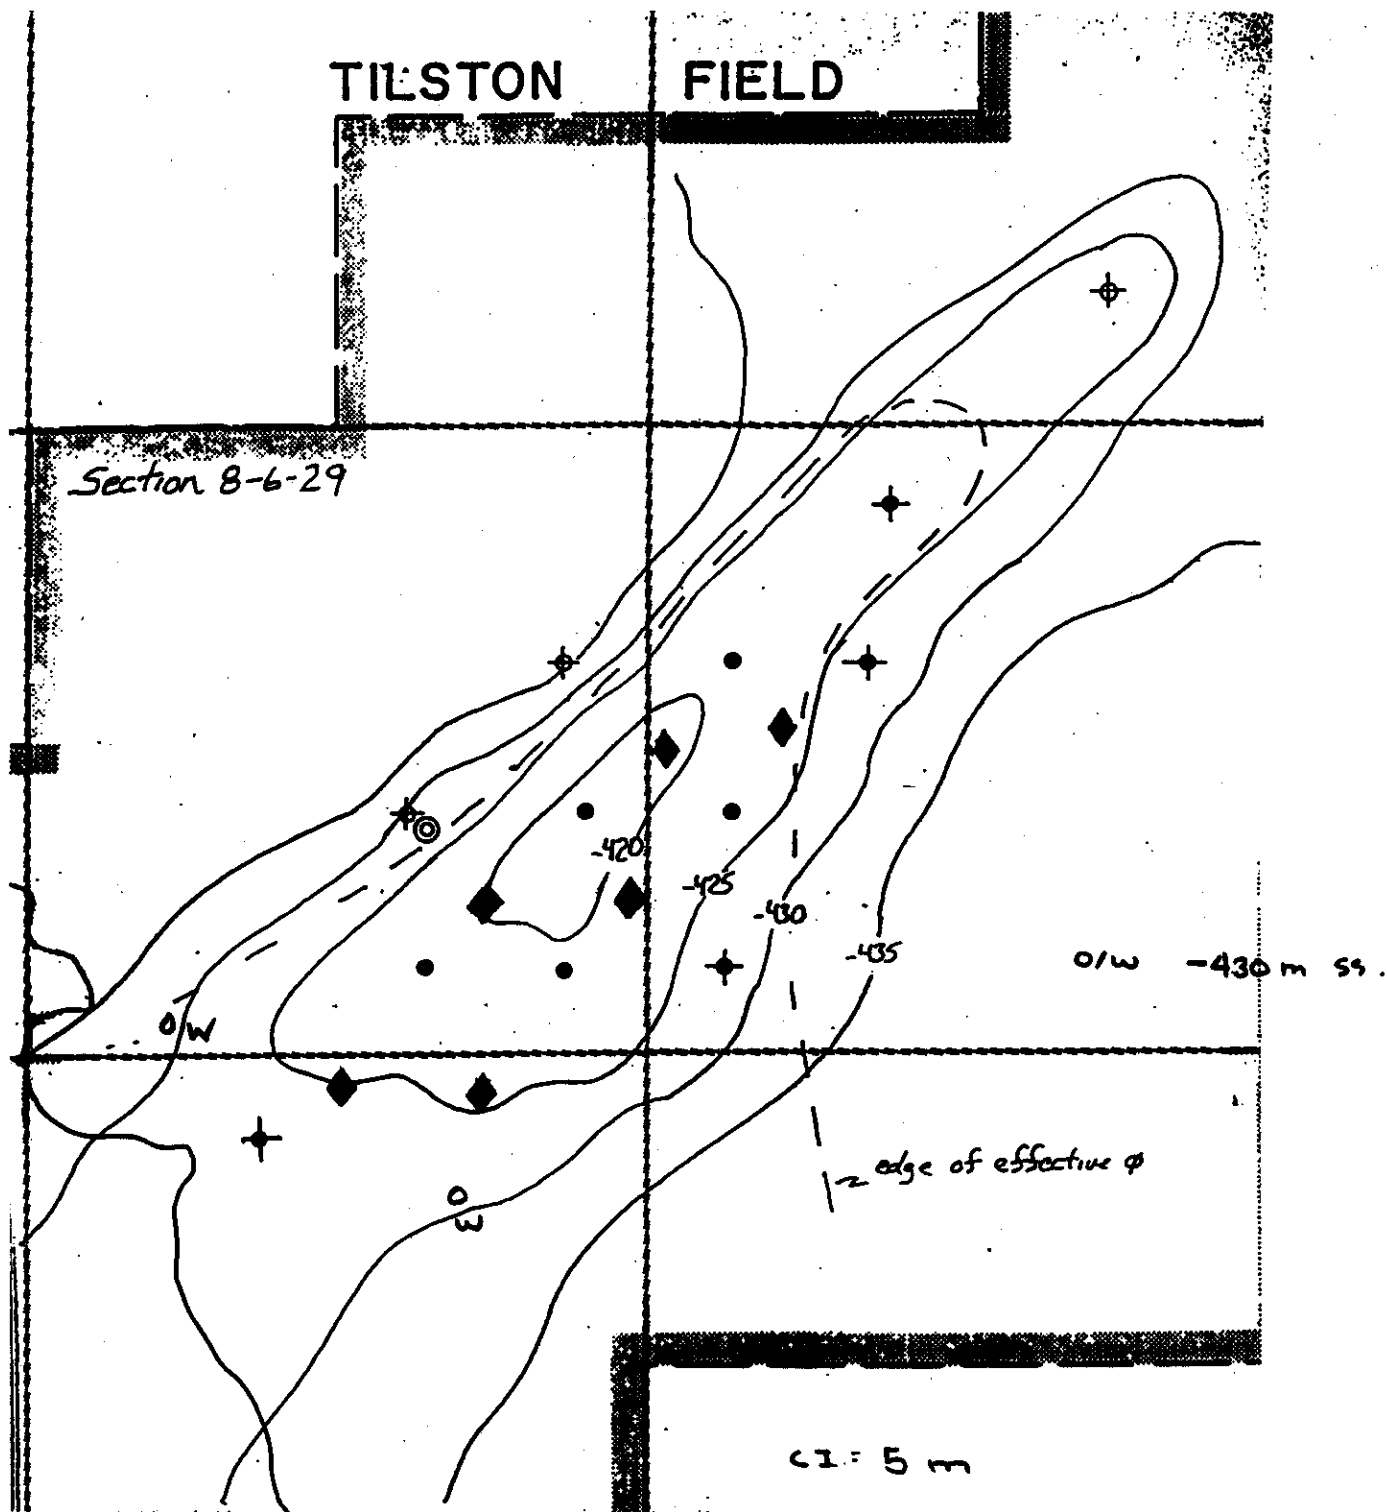 TILSTON FIELD
Section 8-6-29
-420
-425
-430
-435
O/W -430 m ss.
O W
edge of effective φ
O
W
CI = 5 m